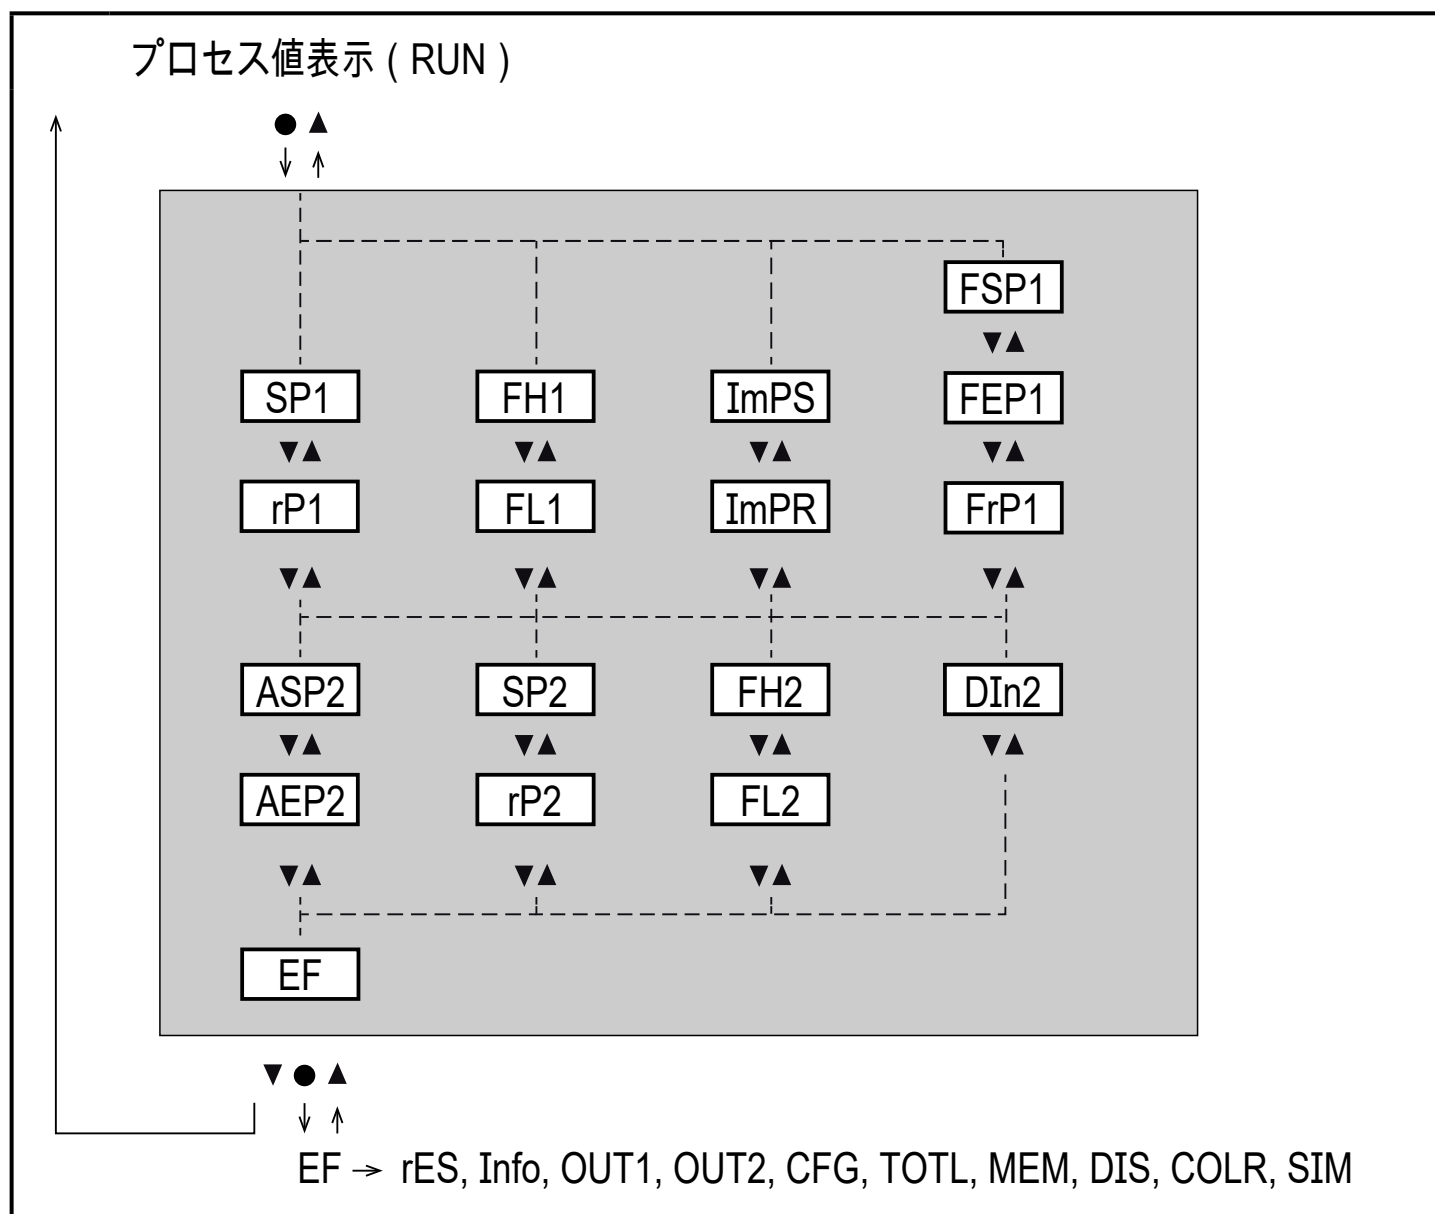 プロセス値表示 ( RUN )
FSP1
SP1 FH1 ImPS FEP1
rP1 FL1 ImPR FrP1
ASP2 SP2 FH2 DIn2
AEP2 rP2 FL2
EF
EF → rES, Info, OUT1, OUT2, CFG, TOTL, MEM, DIS, COLR, SIM